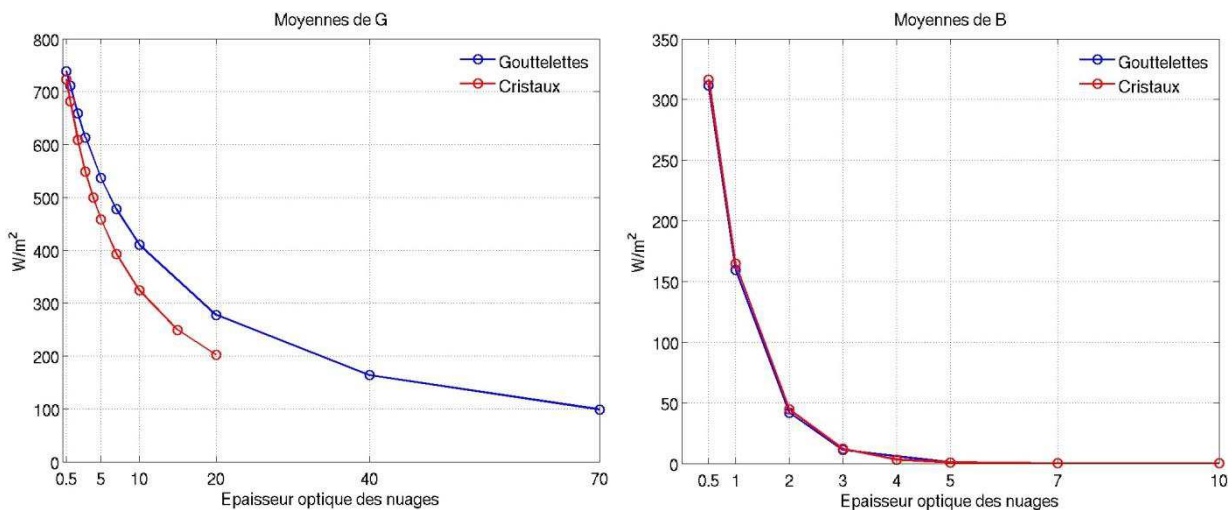 Moyennes de G
800
700
600
500
400
300
200
100
0
W/m²
Gouttelettes
Cristaux
0.5 5 10 20 40 70
Epaisseur optique des nuages
Moyennes de B
350
300
250
200
150
100
50
0
W/m²
Gouttelettes
Cristaux
0.5 1 2 3 4 5 7 10
Epaisseur optique des nuages